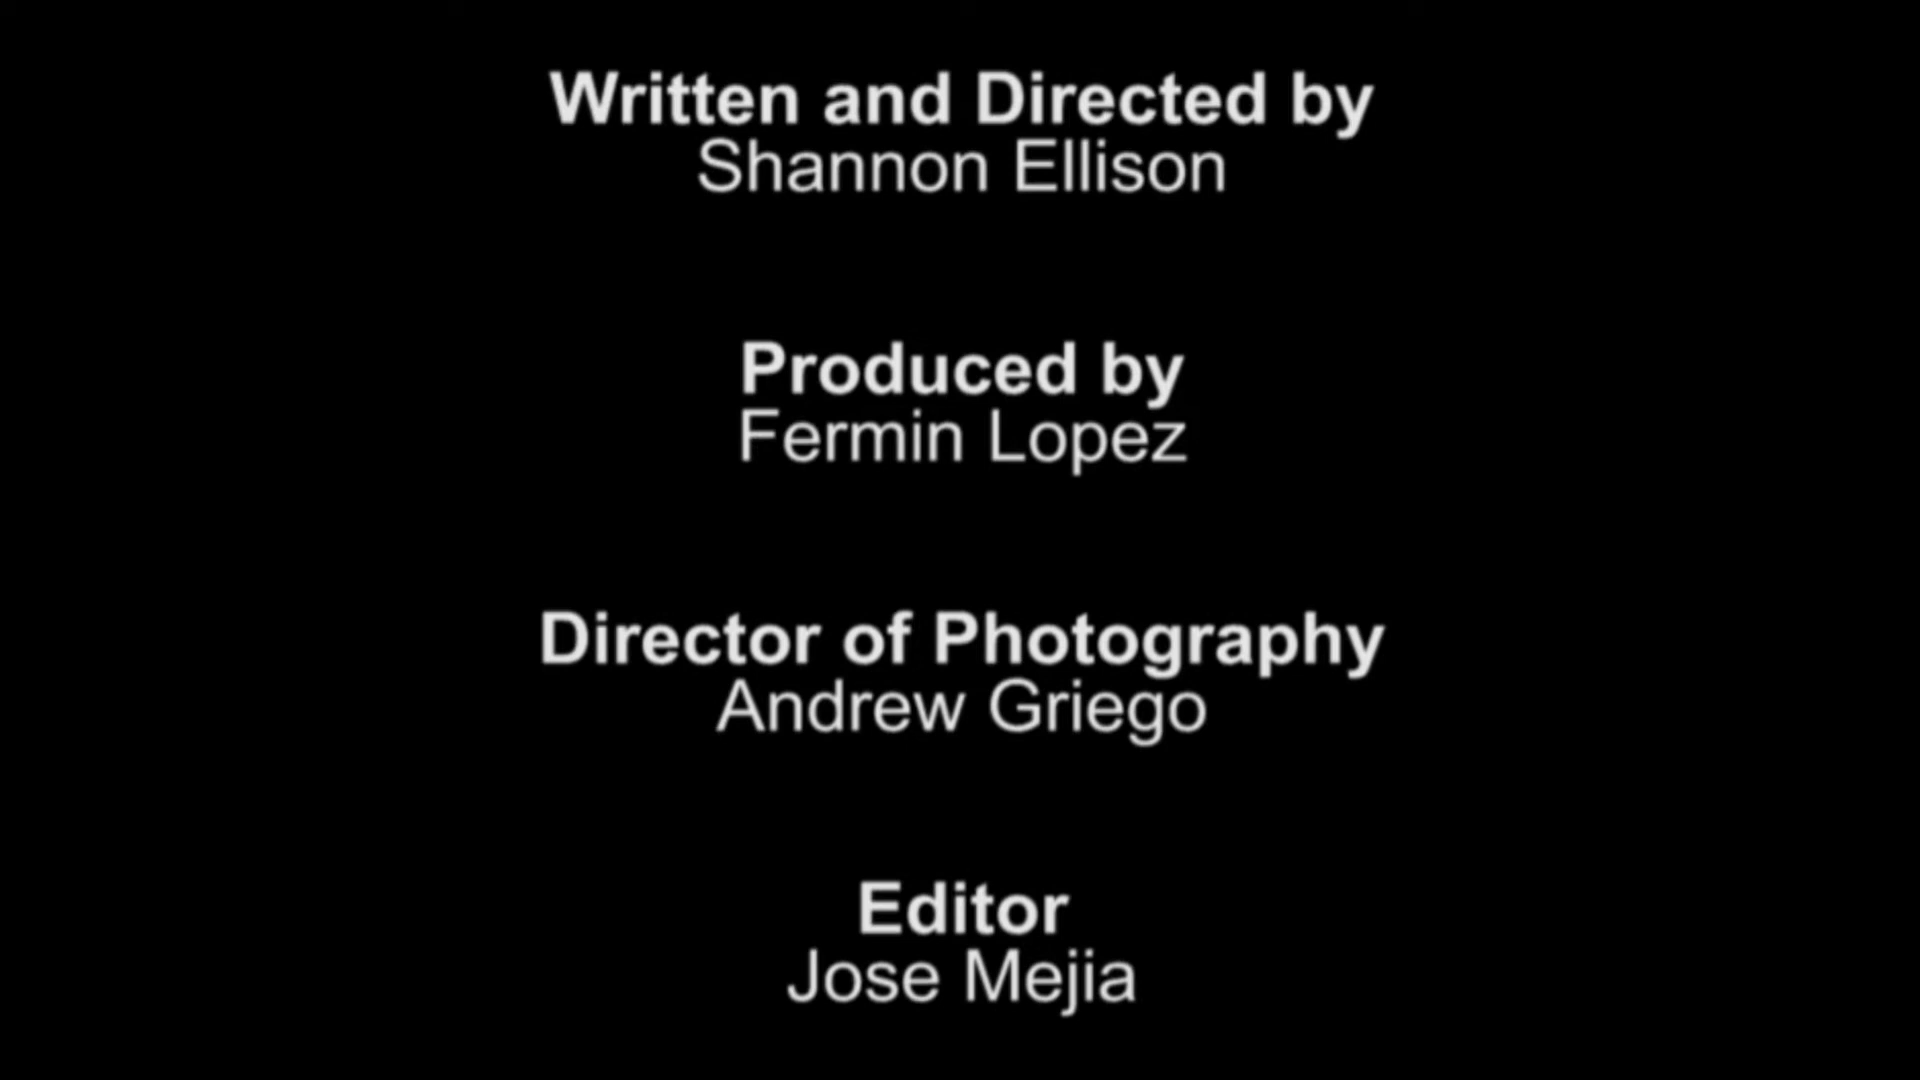 Written and Directed by
Shannon Ellison
Produced by
Fermin Lopez
Director of Photography
Andrew Griego
Editor
Jose Mejia